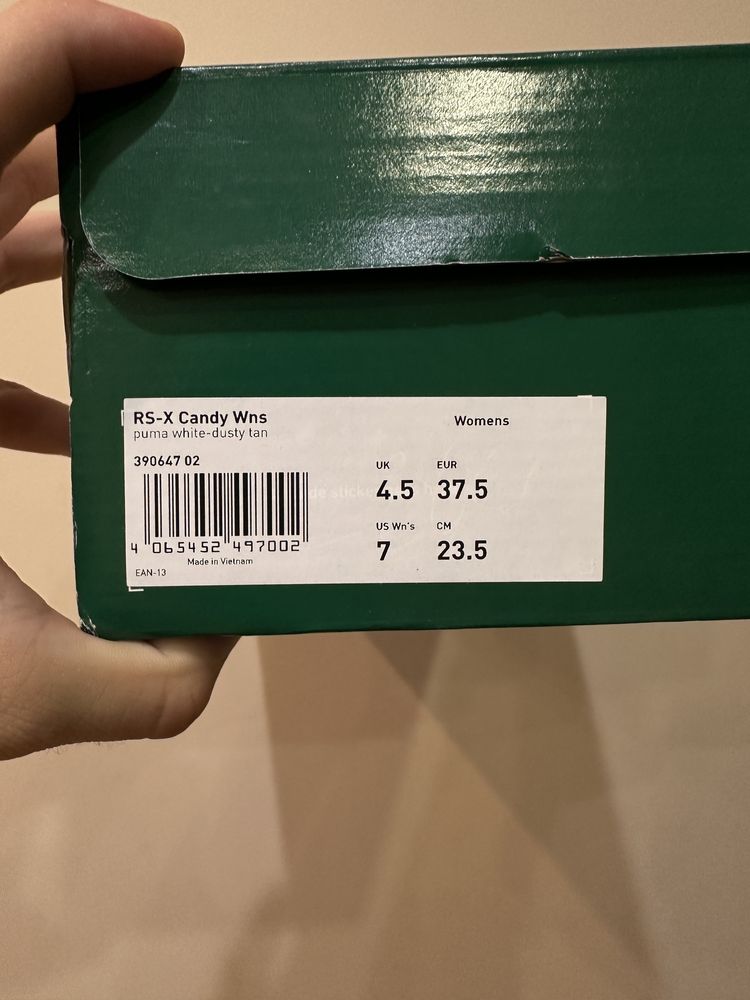 RS-X Candy Wns
Womens
puma white-dusty tan
390647 02
UK EUR
4.5 37.5
US Wn's CM
7 23.5
4 065452 497002
Made in Vietnam
EAN-13